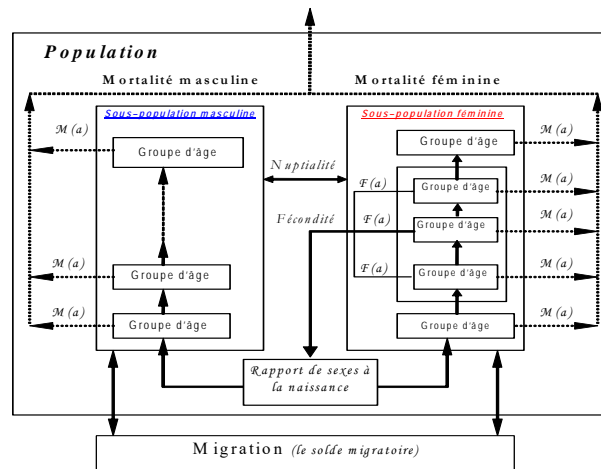 Population
Mortalité masculine
Mortalité féminine
Sous-population masculine
Sous-population féminine
M(a)
Groupe d'âge
Nuptialité
Groupe d'âge
M(a)
F(a)
Groupe d'âge
M(a)
Fécondité
F(a)
Groupe d'âge
M(a)
M(a)
Groupe d'âge
F(a)
Groupe d'âge
M(a)
M(a)
Groupe d'âge
Groupe d'âge
M(a)
Rapport de sexes à
la naissance
Migration (le solde migratoire)